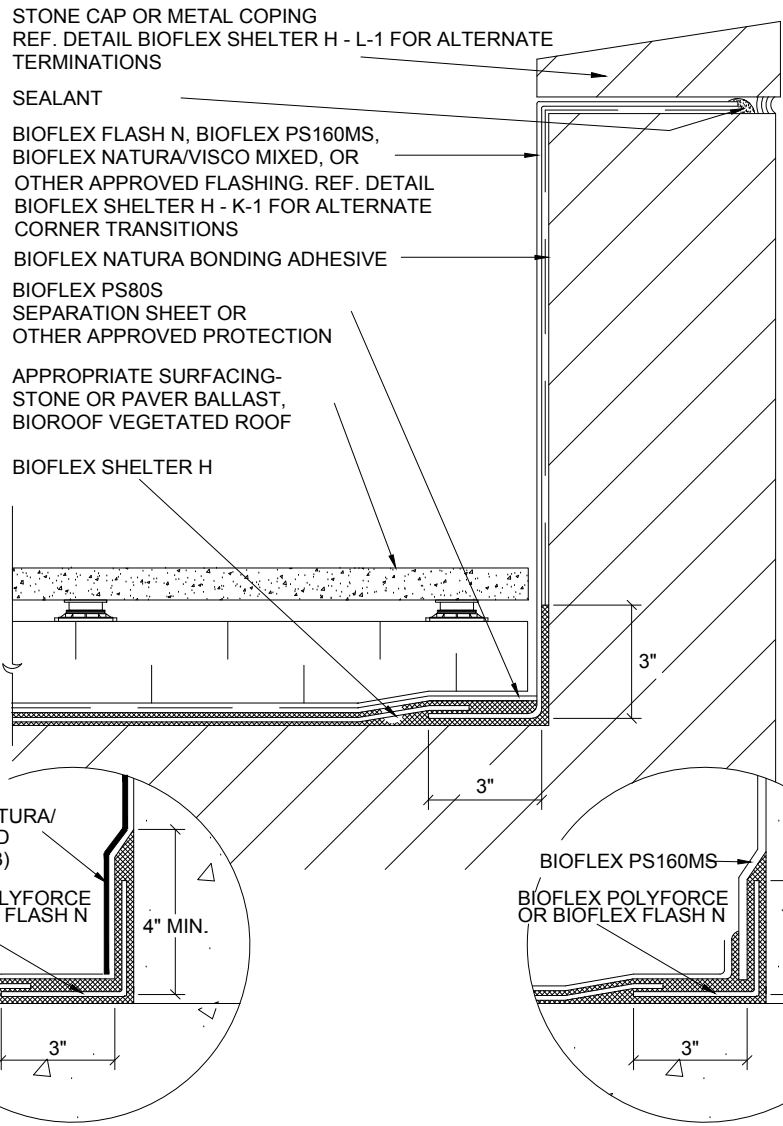 STONE CAP OR METAL COPING
REF. DETAIL BIOFLEX SHELTER H - L-1 FOR ALTERNATE
TERMINATIONS
SEALANT
BIOFLEX FLASH N, BIOFLEX PS160MS,
BIOFLEX NATURA/VISCO MIXED, OR
OTHER APPROVED FLASHING. REF. DETAIL
BIOFLEX SHELTER H - K-1 FOR ALTERNATE
CORNER TRANSITIONS
BIOFLEX NATURA BONDING ADHESIVE
BIOFLEX PS80S
SEPARATION SHEET OR
OTHER APPROVED PROTECTION
APPROPRIATE SURFACING-
STONE OR PAVER BALLAST,
BIOROOF VEGETATED ROOF
BIOFLEX SHELTER H
3"
3"
TURA/
D
3)
LYFORCE
FLASH N
4" MIN.
3"
BIOFLEX PS160MS
BIOFLEX POLYFORCE
OR BIOFLEX FLASH N
3"